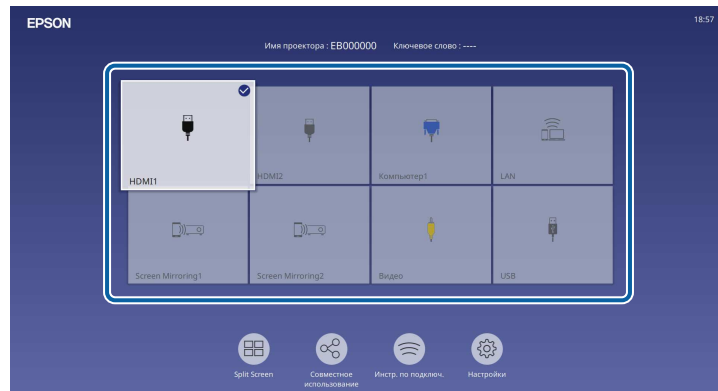 EPSON
18:57
Имя проектора : EB000000 Ключевое слово : ----
HDMI1
HDMI2
Компьютер1
LAN
Screen Mirroring1
Screen Mirroring2
Видео
USB
Split Screen
Совместное
использование
Инстр. по подключ.
Настройки